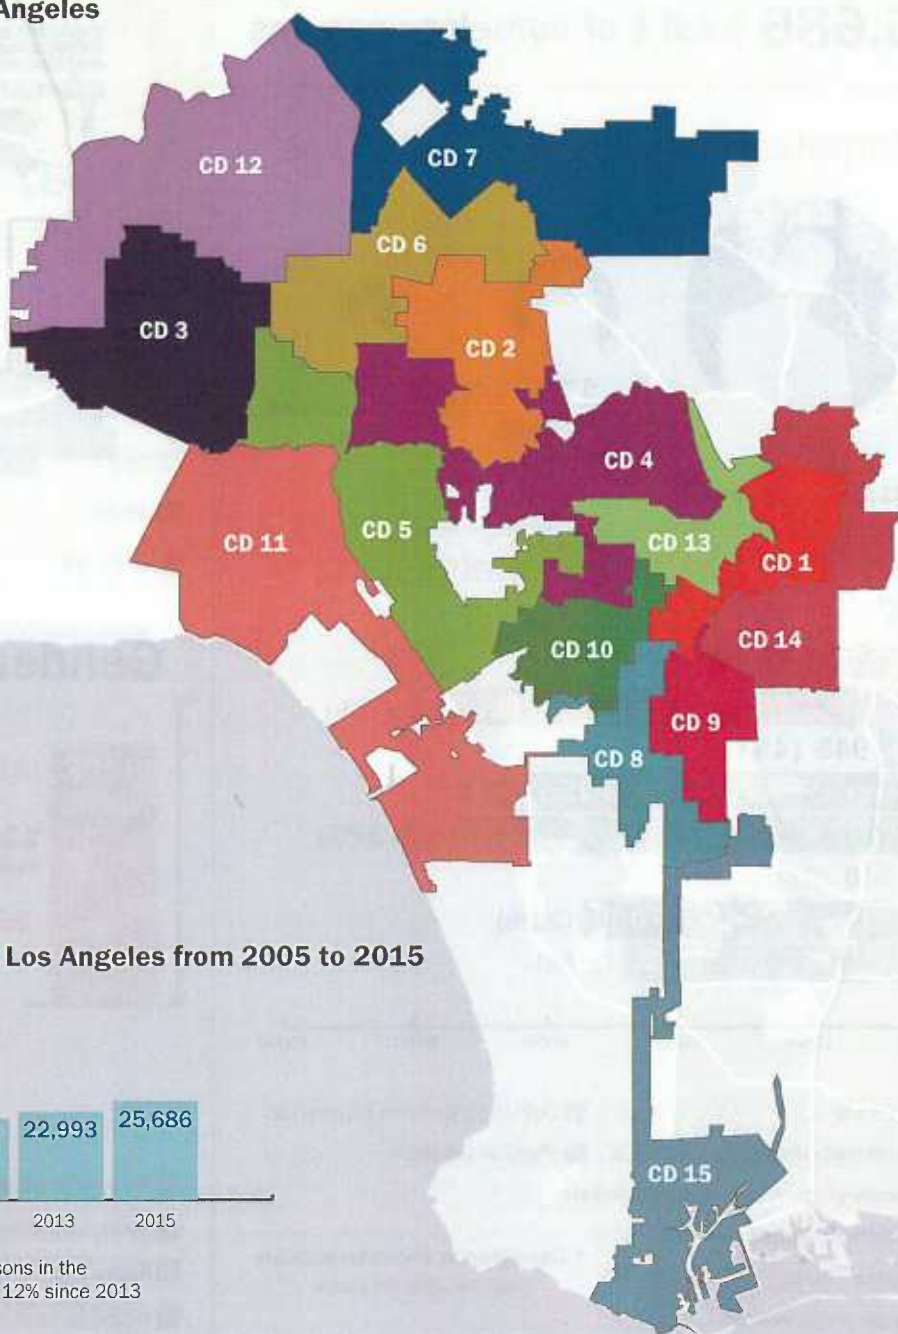 Angeles
CD 12
CD 7
CD 6
CD 3
CD 2
CD 4
CD 11
CD 5
CD 13
CD 1
CD 10
CD 14
CD 9
CD 8
Los Angeles from 2005 to 2015
22,993
25,686
2013
2015
CD 15
sons in the
12% since 2013